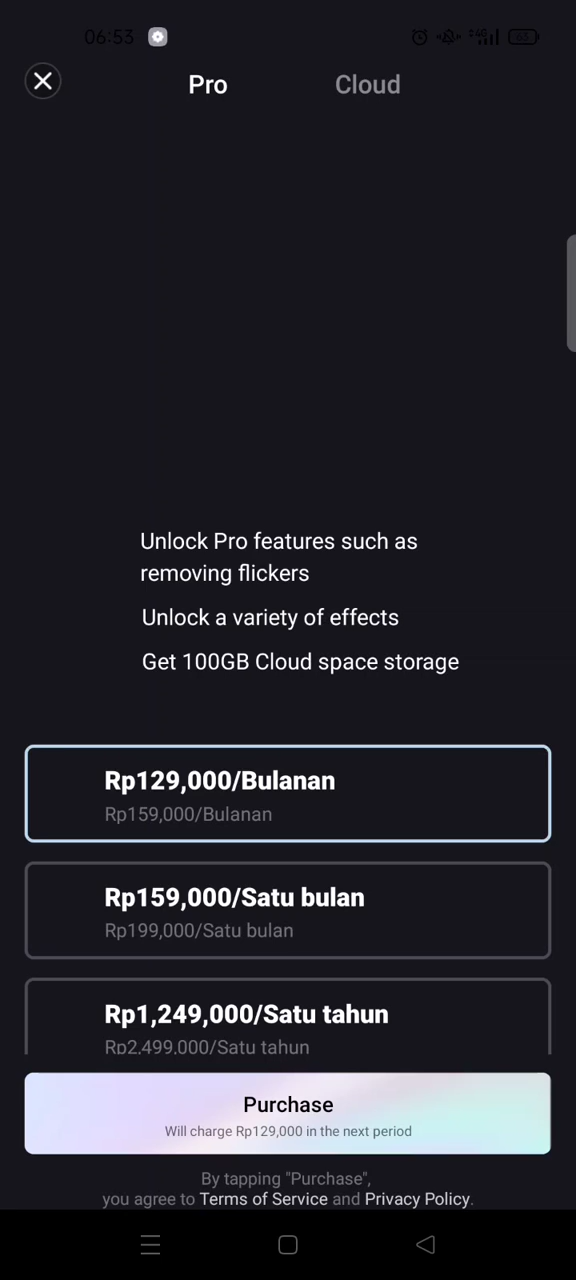 06:53
Pro
Cloud
Unlock Pro features such as
removing flickers
Unlock a variety of effects
Get 100GB Cloud space storage
Rp129,000/Bulanan
Rp159,000/Bulanan
Rp159,000/Satu bulan
Rp199,000/Satu bulan
Rp1,249,000/Satu tahun
Rp2,499,000/Satu tahun
Purchase
Will charge Rp129,000 in the next period
By tapping "Purchase",
you agree to Terms of Service and Privacy Policy.